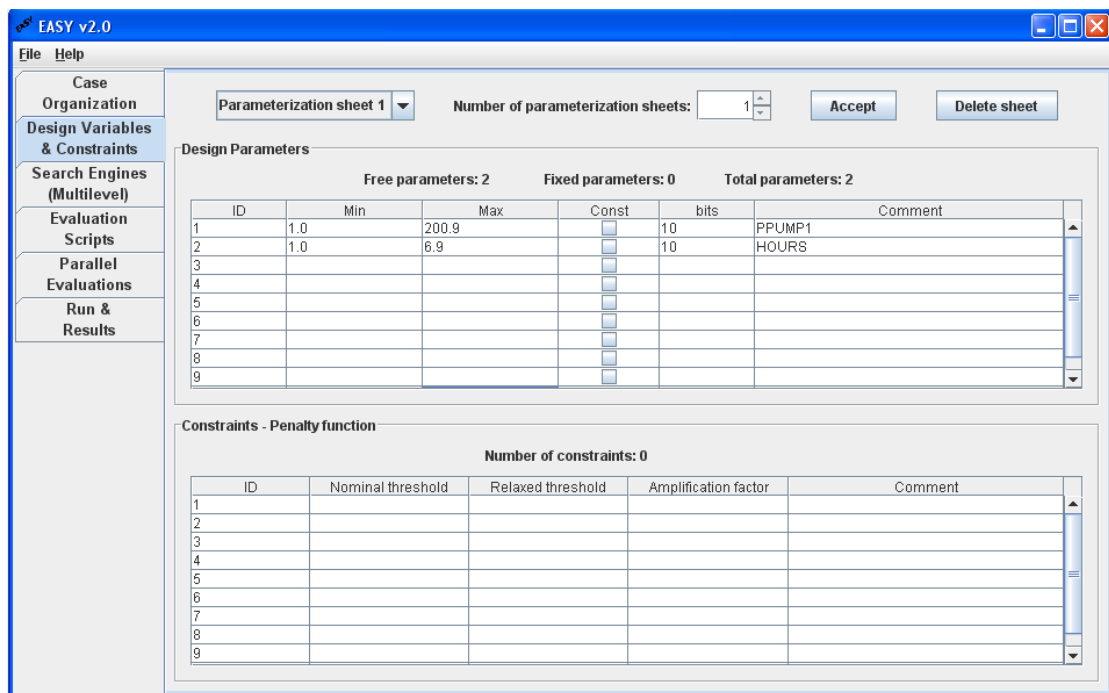 EASY v2.0
File Help
Case
Organization
Design Variables
& Constraints
Search Engines
(Multilevel)
Evaluation
Scripts
Parallel
Evaluations
Run &
Results
Parameterization sheet 1 Number of parameterization sheets: 1 Accept Delete sheet
Design Parameters
Free parameters: 2 Fixed parameters: 0 Total parameters: 2
ID Min Max Const bits Comment
1 1.0 200.9 10 PPUMP1
2 1.0 6.9 10 HOURS
3
4
5
6
7
8
9
Constraints - Penalty function
Number of constraints: 0
ID Nominal threshold Relaxed threshold Amplification factor Comment
1
2
3
4
5
6
7
8
9